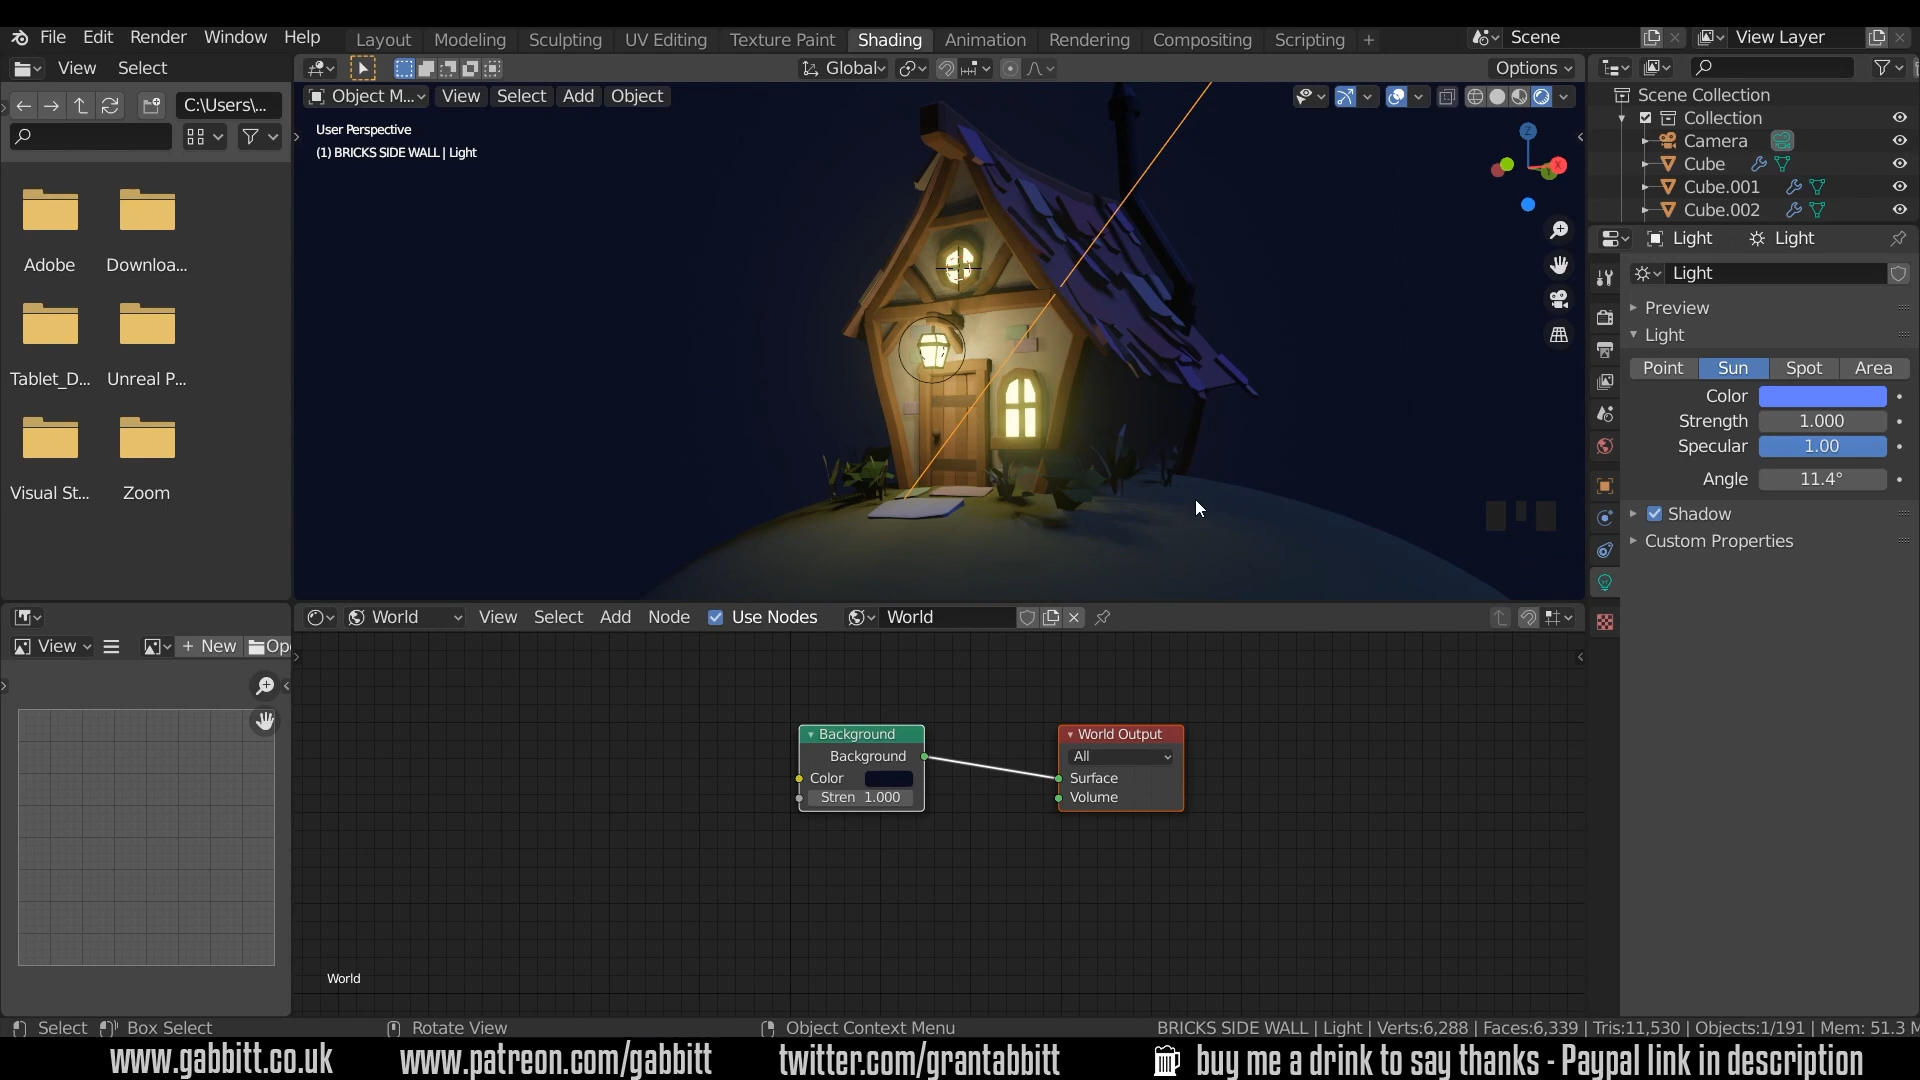 File Edit Render Window Help Layout Modeling Sculpting UV Editing Texture Paint Shading Animation Rendering Compositing Scripting + Scene View Layer
View Select Global Options
C:\Users\... Object M... View Select Add Object
User Perspective
(1) BRICKS SIDE WALL | Light
Adobe Downloa...
Tablet_D... Unreal P...
Visual St... Zoom
Z
X
Y
Scene Collection
Collection
Camera
Cube
Cube.001
Cube.002
Light Light
Light
Preview
Light
Point Sun Spot Area
Color
Strength 1.000
Specular 1.00
Angle 11.4°
Shadow
Custom Properties
World View Select Add Node Use Nodes World
View + New Ope
Background
Background
Color
Stren 1.000
World Output
All
Surface
Volume
World
Select Box Select Rotate View Object Context Menu BRICKS SIDE WALL | Light | Verts:6,288 | Faces:6,339 | Tris:11,530 | Objects:1/191 | Mem: 51.3 M
www.gabbitt.co.uk www.patreon.com/gabbitt twitter.com/grantabbitt buy me a drink to say thanks - Paypal link in description